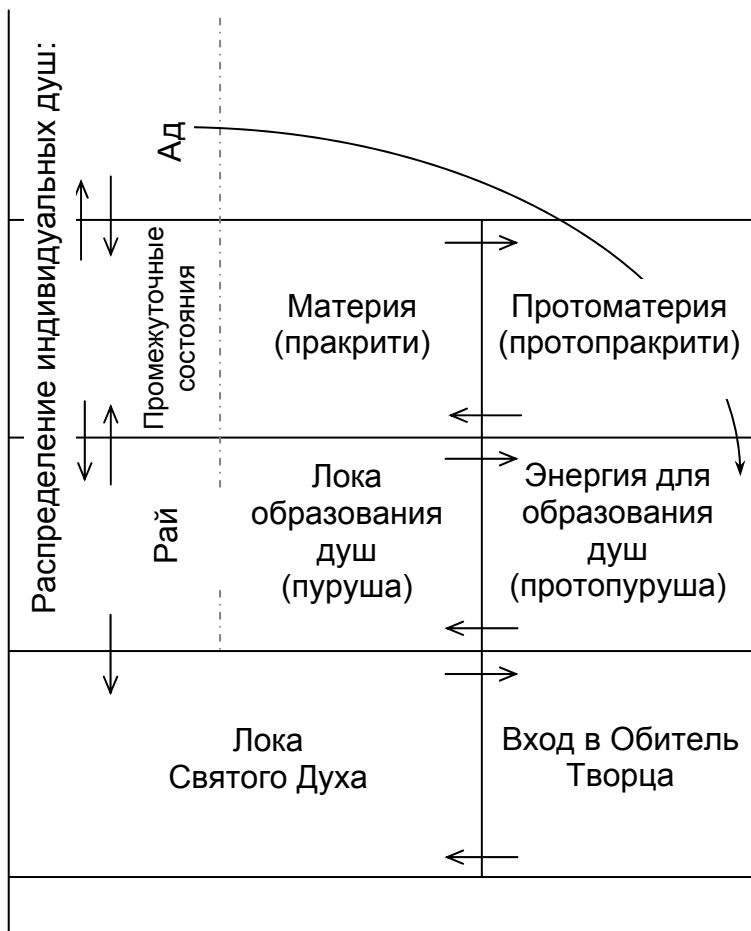 Распределение индивидуальных душ:
Ад
Промежуточные
состояния
Материя
(пракрити)
Протоматерия
(протопракрити)
Рай
Лока
образования
душ
(пуруша)
Энергия для
образования
душ
(протопуруша)
Лока
Святого Духа
Вход в Обитель
Творца